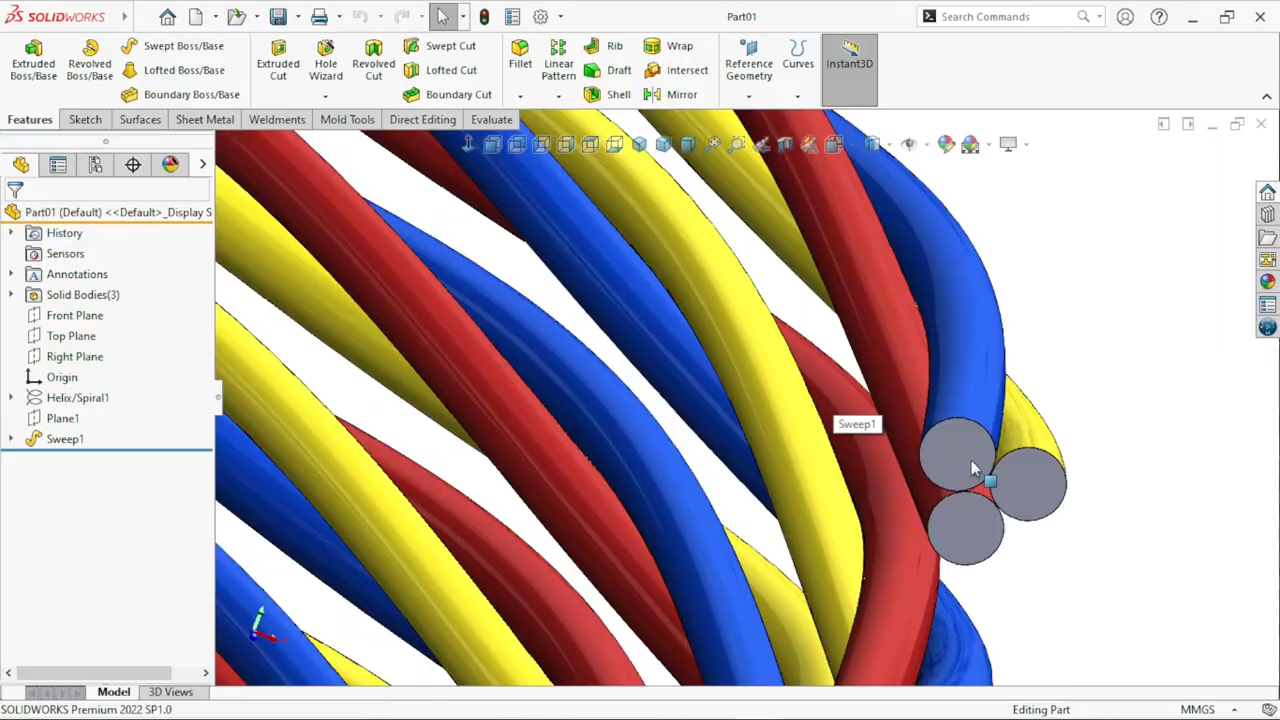 SOLIDWORKS
Part01
Search Commands
Extruded Boss/Base
Revolved Boss/Base
Swept Boss/Base
Lofted Boss/Base
Boundary Boss/Base
Extruded Cut
Hole Wizard
Revolved Cut
Swept Cut
Lofted Cut
Boundary Cut
Fillet
Linear Pattern
Rib
Draft
Shell
Wrap
Intersect
Mirror
Reference Geometry
Curves
Instant3D
Features
Sketch
Surfaces
Sheet Metal
Weldments
Mold Tools
Direct Editing
Evaluate
Part01 (Default) <<Default>_Display S
History
Sensors
Annotations
Solid Bodies(3)
Front Plane
Top Plane
Right Plane
Origin
Helix/Spiral1
Plane1
Sweep1
Sweep1
Model
3D Views
SOLIDWORKS Premium 2022 SP1.0
Editing Part
MMGS